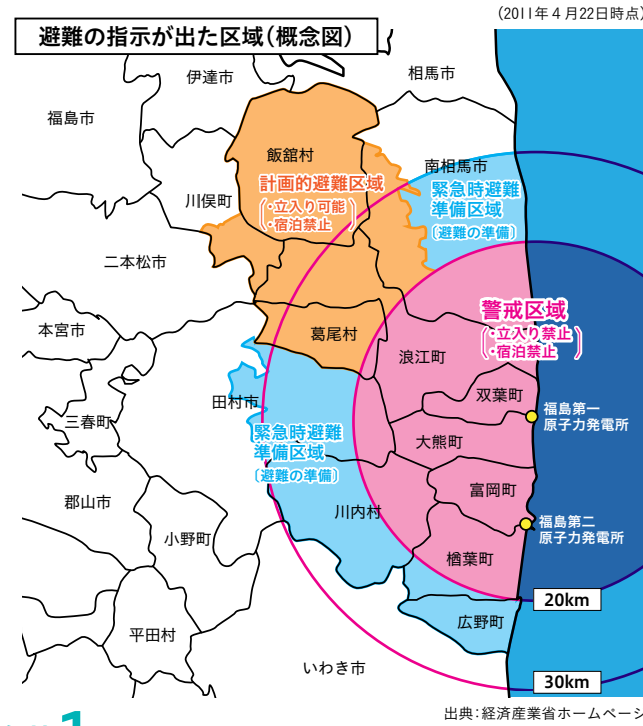 (2011年4月22日時点)
避難の指示が出た区域(概念図)
相馬市
伊達市
福島市
飯舘村
南相馬市
計画的避難区域
・立入り可能
・宿泊禁止
緊急時避難
準備区域
〔避難の準備〕
川俣町
二本松市
警戒区域
・立入り禁止
・宿泊禁止
本宮市
葛尾村
浪江町
双葉町
田村市
三春町
福島第一
原子力発電所
緊急時避難
準備区域
〔避難の準備〕
大熊町
富岡町
郡山市
川内村
小野町
福島第二
原子力発電所
楢葉町
20km
広野町
平田村
いわき市
30km
出典:経済産業省ホームページ
1